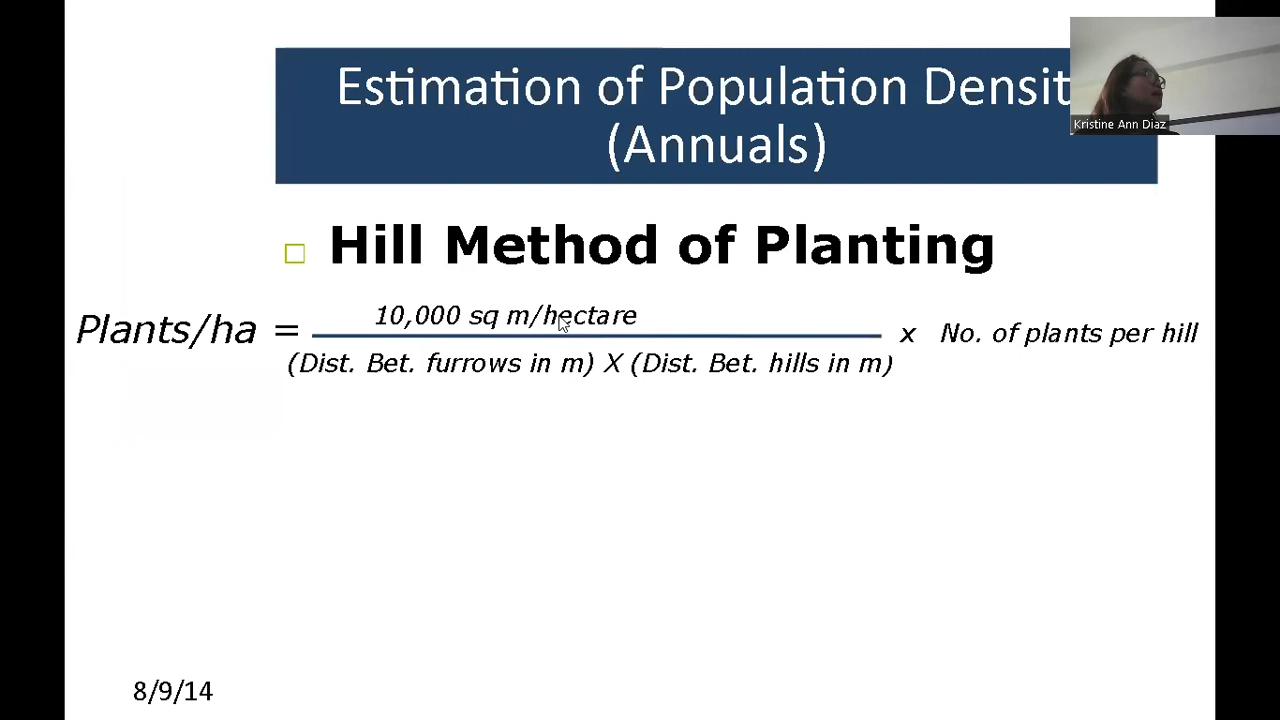 Estimation of Population Densit
(Annuals)
Kristine Ann Diaz
□ Hill Method of Planting
Plants/ha = 10,000 sq m/hectare x No. of plants per hill
(Dist. Bet. furrows in m) X (Dist. Bet. hills in m)
8/9/14